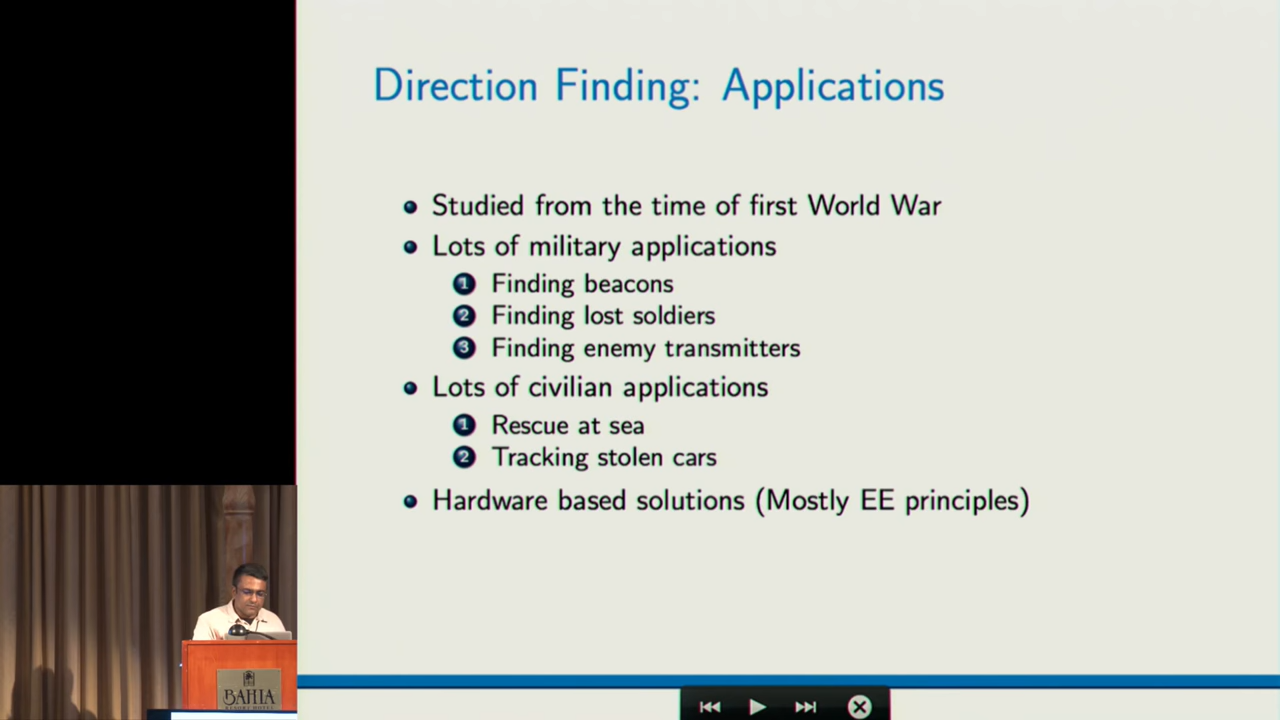 Direction Finding: Applications
Studied from the time of first World War
Lots of military applications
1 Finding beacons
2 Finding lost soldiers
3 Finding enemy transmitters
Lots of civilian applications
1 Rescue at sea
2 Tracking stolen cars
Hardware based solutions (Mostly EE principles)
BAHIA
RESORT HOTEL